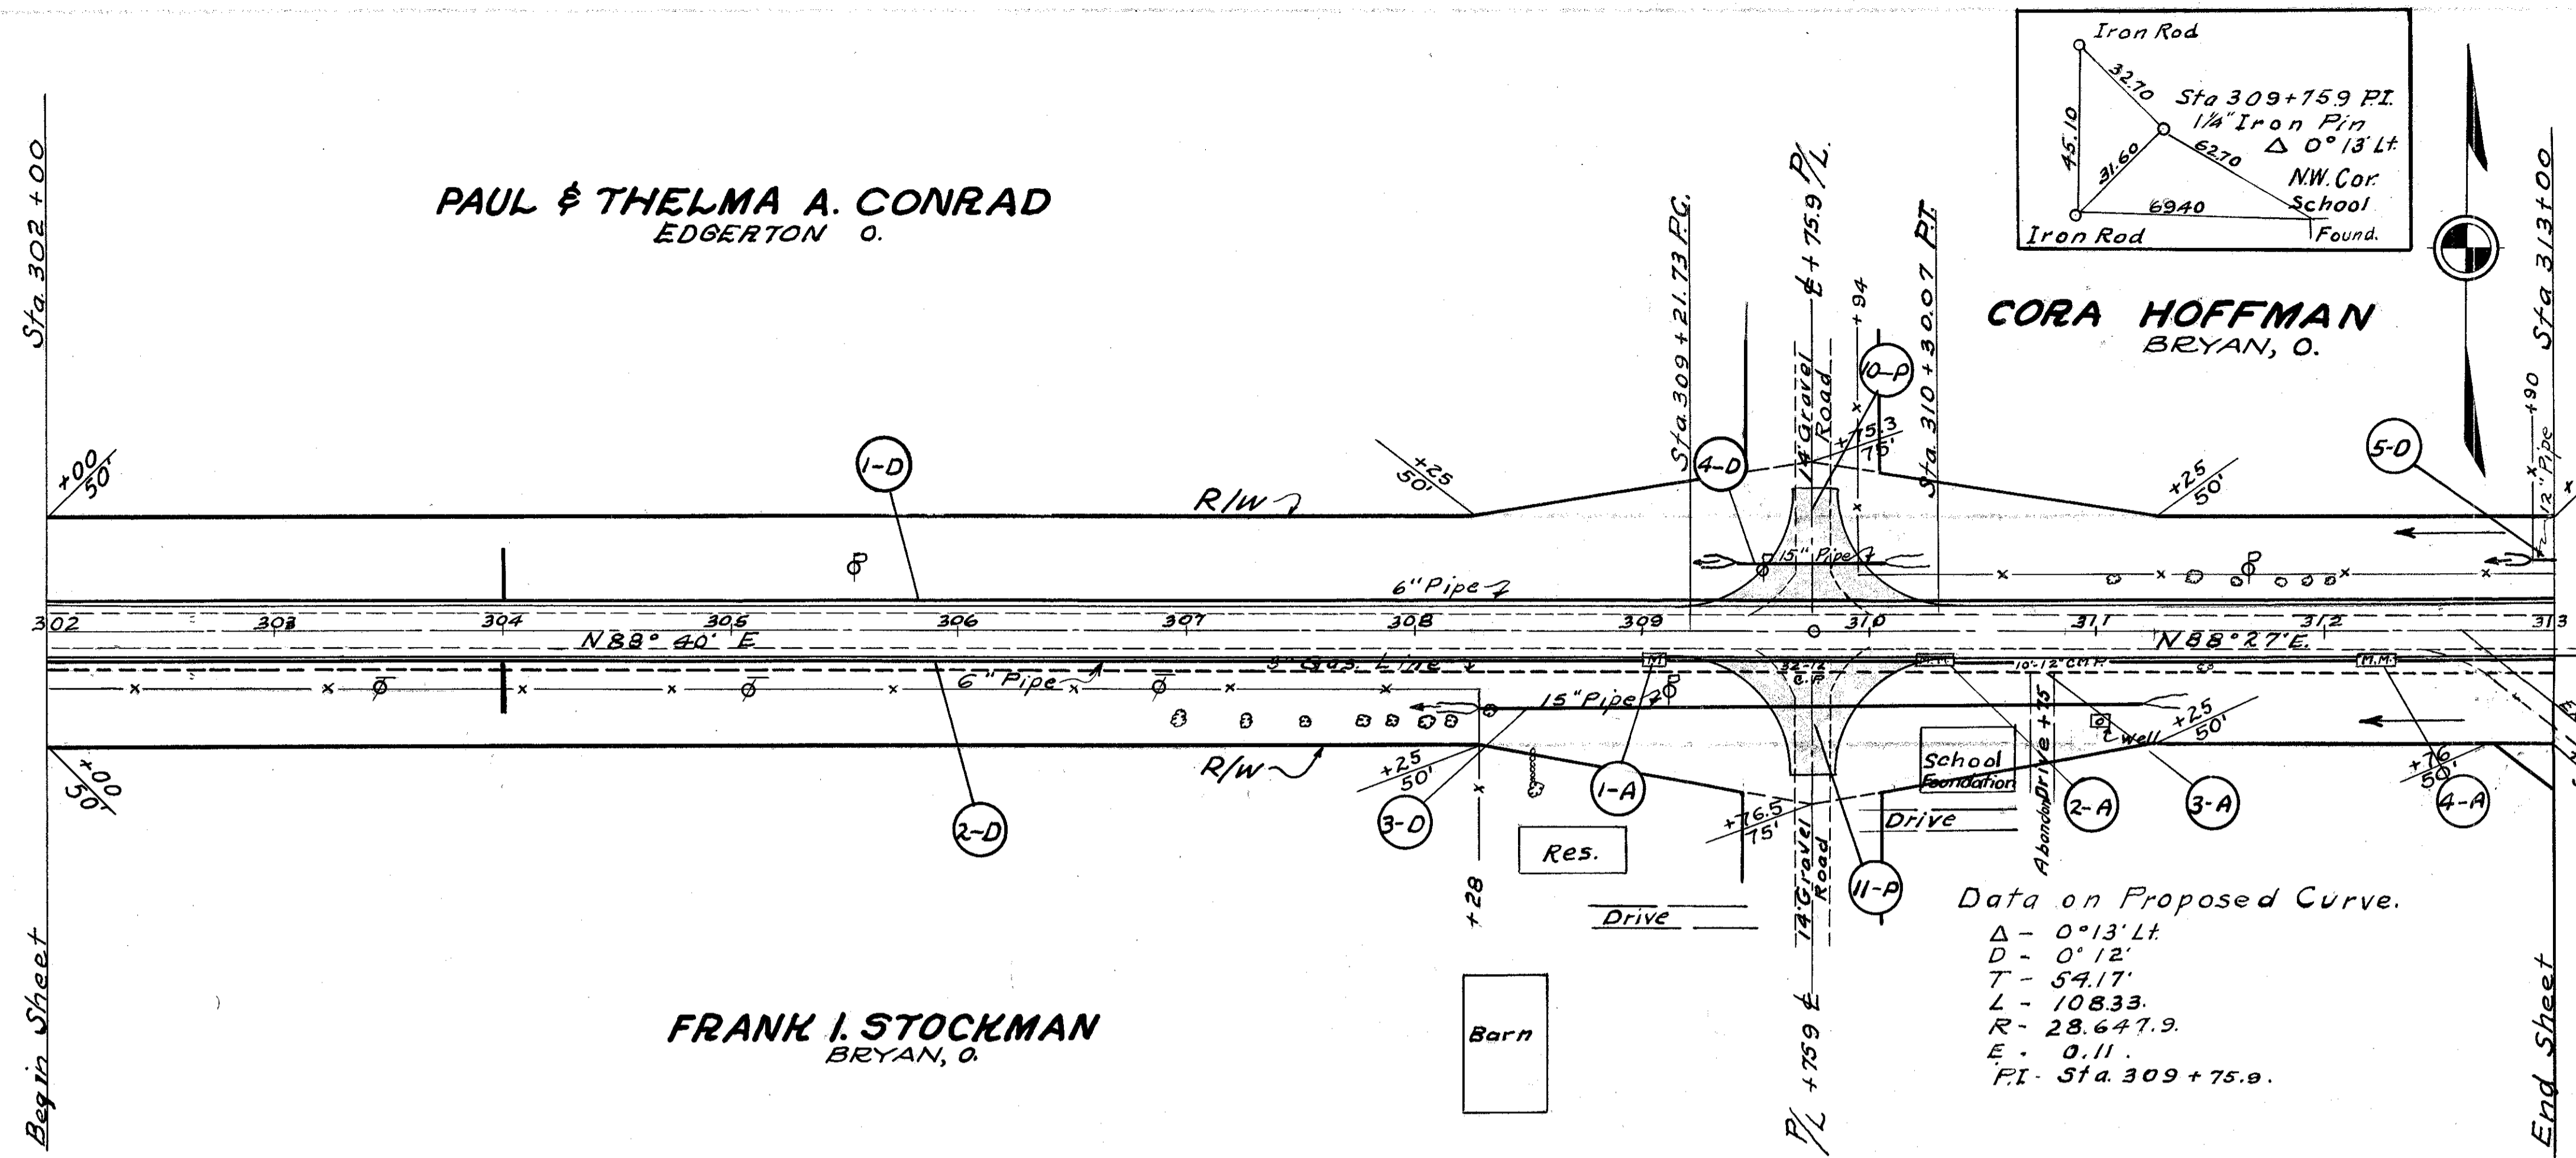 Iron Rod
32.70
45.10
Sta 309+75.9 P.I.
1¼" Iron Pin
Δ 0°13' Lt.
31.60
62.70
N.W. Cor.
School
69.40
Iron Rod
Found.
Sta. 302+00
PAUL & THELMA A. CONRAD
EDGERTON O.
Sta. 309+21.73 P.C.
℄ +75.9 P/L.
+94
Sta. 310+30.07 P.T.
CORA HOFFMAN
BRYAN, O.
Sta 313+00
+90
12" Pipe
14' Gravel
Road
10-P
+75.3
75'
+00
50'
1-D
R/W
+25
50'
4-D
+25
50'
5-D
15" Pipe
6" Pipe
302 303 304 305 306 307 308 309 310 311 312 313
N 88° 40' E
N 88° 27' E.
3" Gas. Line
6" Pipe
M
32-12
C.P.
M.M.
10'-12" C.M.P.
M.M.
15" Pipe
Well
+25
50'
R/W
+00
50'
+25
50'
1-A
School
Foundation
Abandon Drive +75
+76
50'
2-D
3-D
+76.5
75'
Drive
2-A
3-A
4-A
Res.
14' Gravel
Road
11-P
+28
Drive
Data on Proposed Curve.
Δ - 0°13' Lt.
D - 0°12'
T - 54.17'
L - 108.33.
R - 28.647.9.
E . 0.11 .
P.I - Sta. 309+75.9.
FRANK I. STOCKMAN
BRYAN, O.
Barn
P/L +75.9 ℄
Begin Sheet
End Sheet